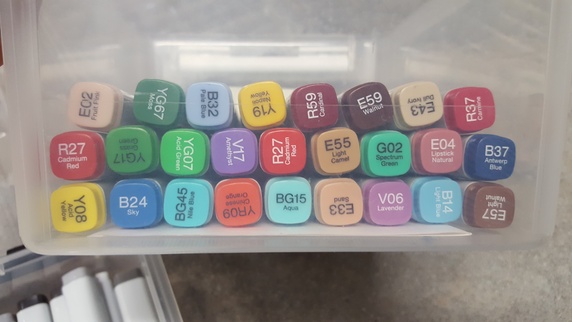 E02
Fruit Pink
YG67
Moss
B32
Pale Blue
Y19
Napoli
Yellow
R59
Cardinal
E59
Walnut
E43
Dull Ivory
R37
Carmine
R27
Cadmium
Red
YG17
Grass
Green
YG07
Acid Green
V17
Amethyst
R27
Cadmium
Red
E55
Light
Camel
G02
Spectrum
Green
E04
Lipstick
Natural
B37
Antwerp
Blue
Y08
Acid
Yellow
B24
Sky
BG45
Nile Blue
YR09
Chinese
Orange
BG15
Aqua
E33
Sand
V06
Lavender
B14
Light Blue
E57
Light
Walnut